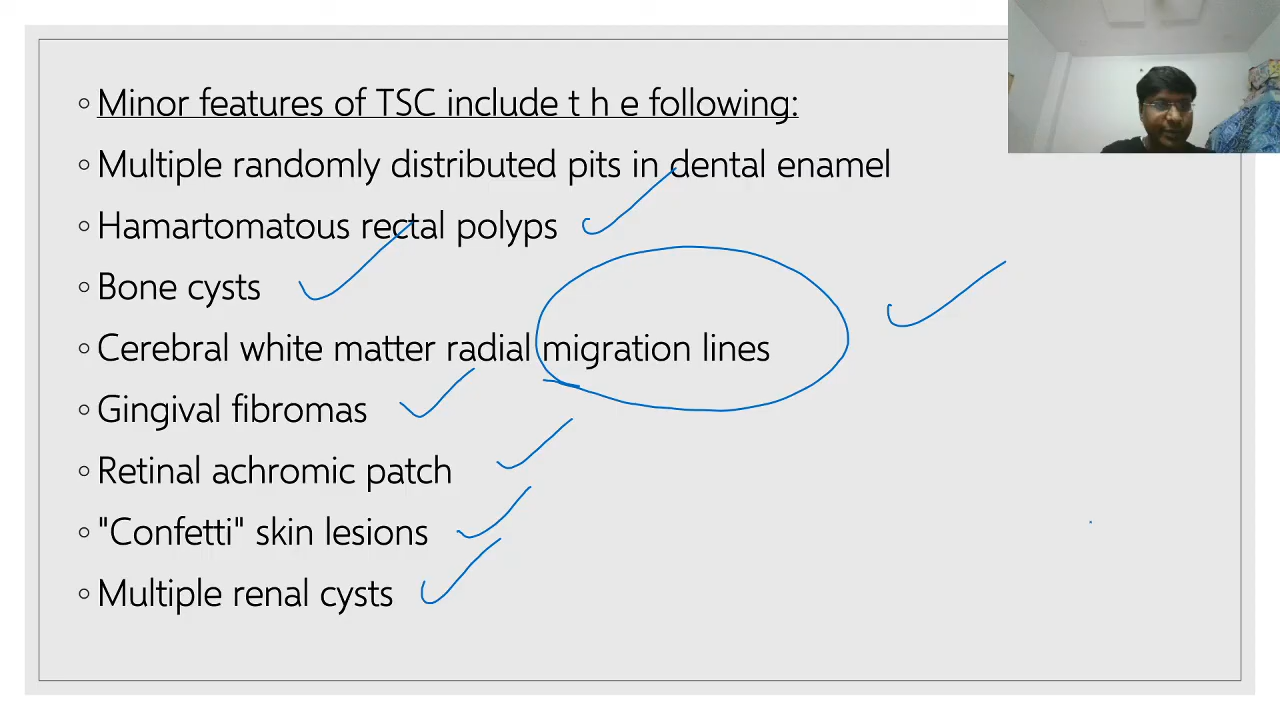 ◦ Minor features of TSC include t h e following:
◦ Multiple randomly distributed pits in dental enamel
◦ Hamartomatous rectal polyps
◦ Bone cysts
◦ Cerebral white matter radial migration lines
◦ Gingival fibromas
◦ Retinal achromic patch
◦ "Confetti" skin lesions
◦ Multiple renal cysts